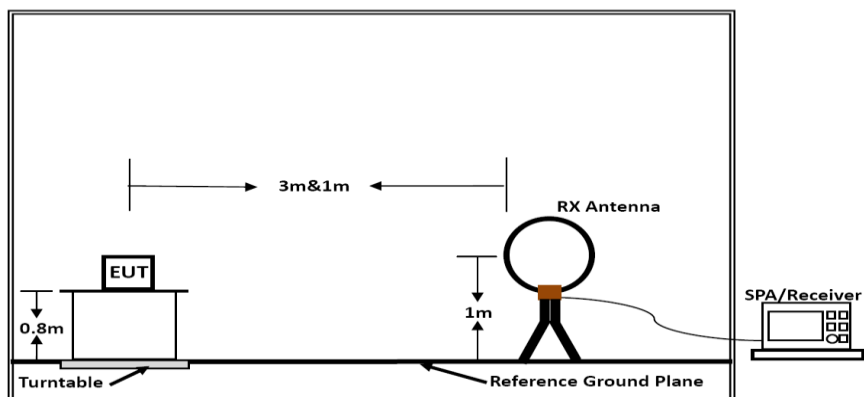 3m&1m
RX Antenna
EUT
SPA/Receiver
0.8m
1m
Turntable
Reference Ground Plane